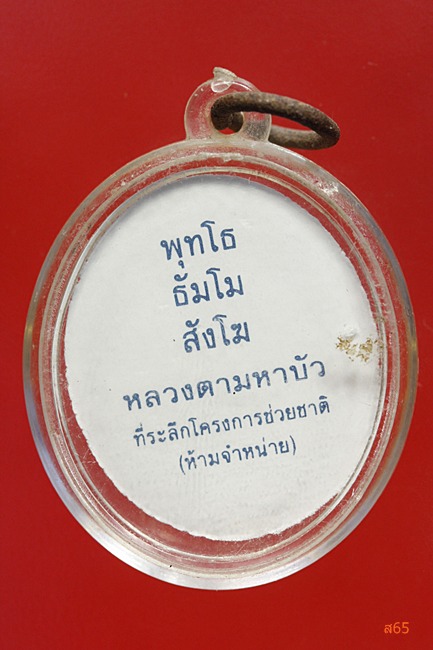 พุทโธ
ธัมโม
สังโฆ
หลวงตามหาบัว
ที่ระลึกโครงการช่วยชาติ
(ห้ามจำหน่าย)
ส65